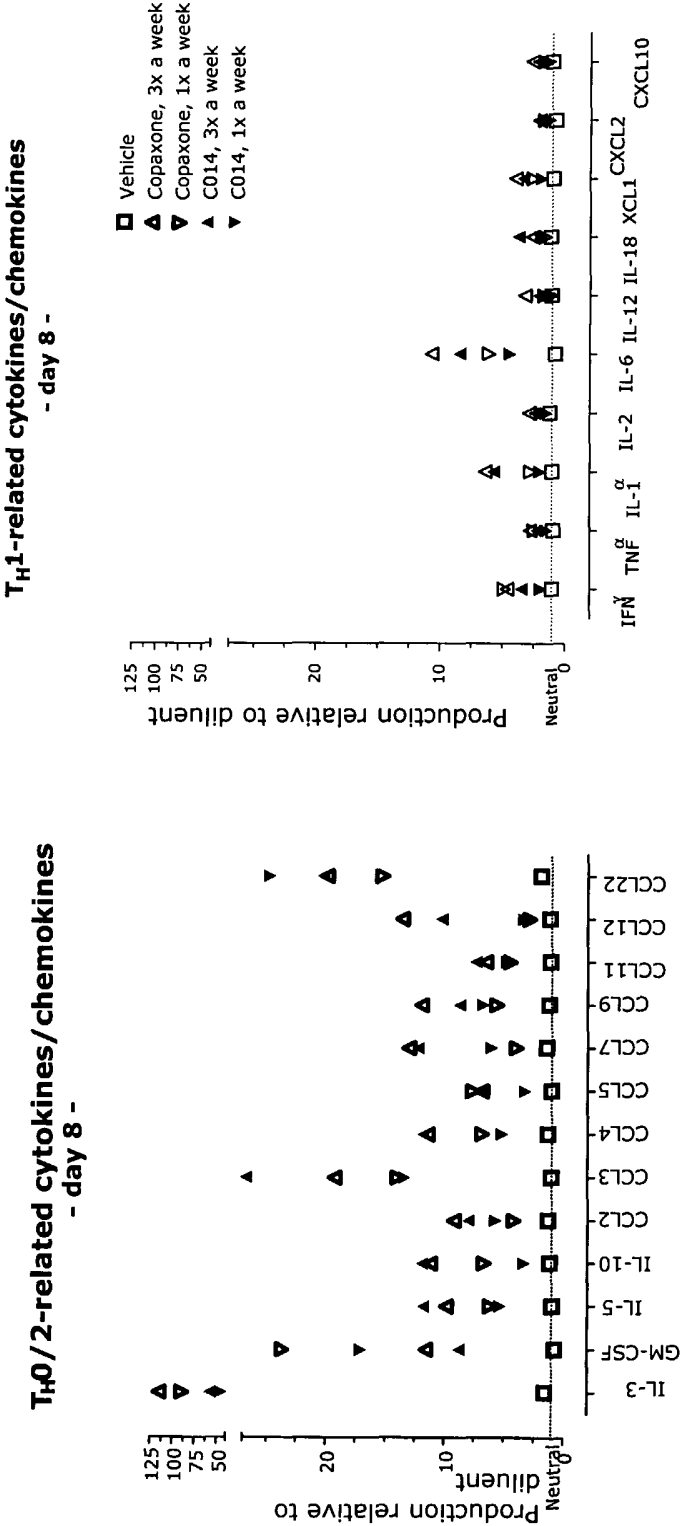 TH0/2-related cytokines/chemokines
- day 8 -
Production relative to
diluent
125
100
75
50
20
10
Neutral
0
IL-3
GM-CSF
IL-5
IL-10
CCL2
CCL3
CCL4
CCL5
CCL7
CCL9
CCL11
CCL12
CCL22
TH1-related cytokines/chemokines
- day 8 -
Vehicle
Copaxone, 3x a week
Copaxone, 1x a week
C014, 3x a week
C014, 1x a week
Production relative to diluent
125
100
75
50
20
10
Neutral
0
IFNγ
TNFα
IL-1α
IL-2
IL-6
IL-12
IL-18
XCL1
CXCL2
CXCL10